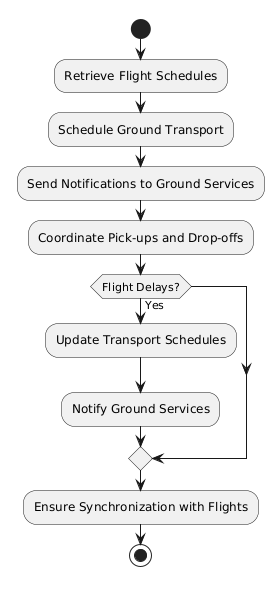 Retrieve Flight Schedules
Schedule Ground Transport
Send Notifications to Ground Services
Coordinate Pick-ups and Drop-offs
Flight Delays?
Yes
Update Transport Schedules
Notify Ground Services
Ensure Synchronization with Flights